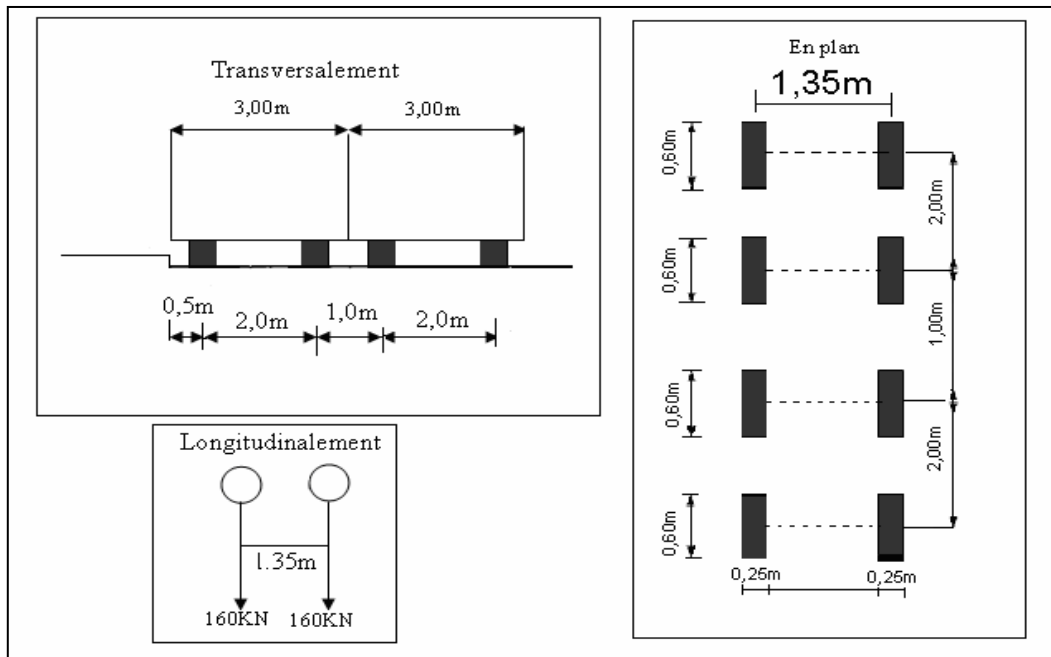 Transversalement
3,00m 3,00m
0,5m
2,0m
1,0m
2,0m
Longitudinalement
1.35m
160KN 160KN
En plan
1,35m
0,60m
2,00m
0,60m
1,00m
0,60m
2,00m
0,60m
0,25m 0,25m